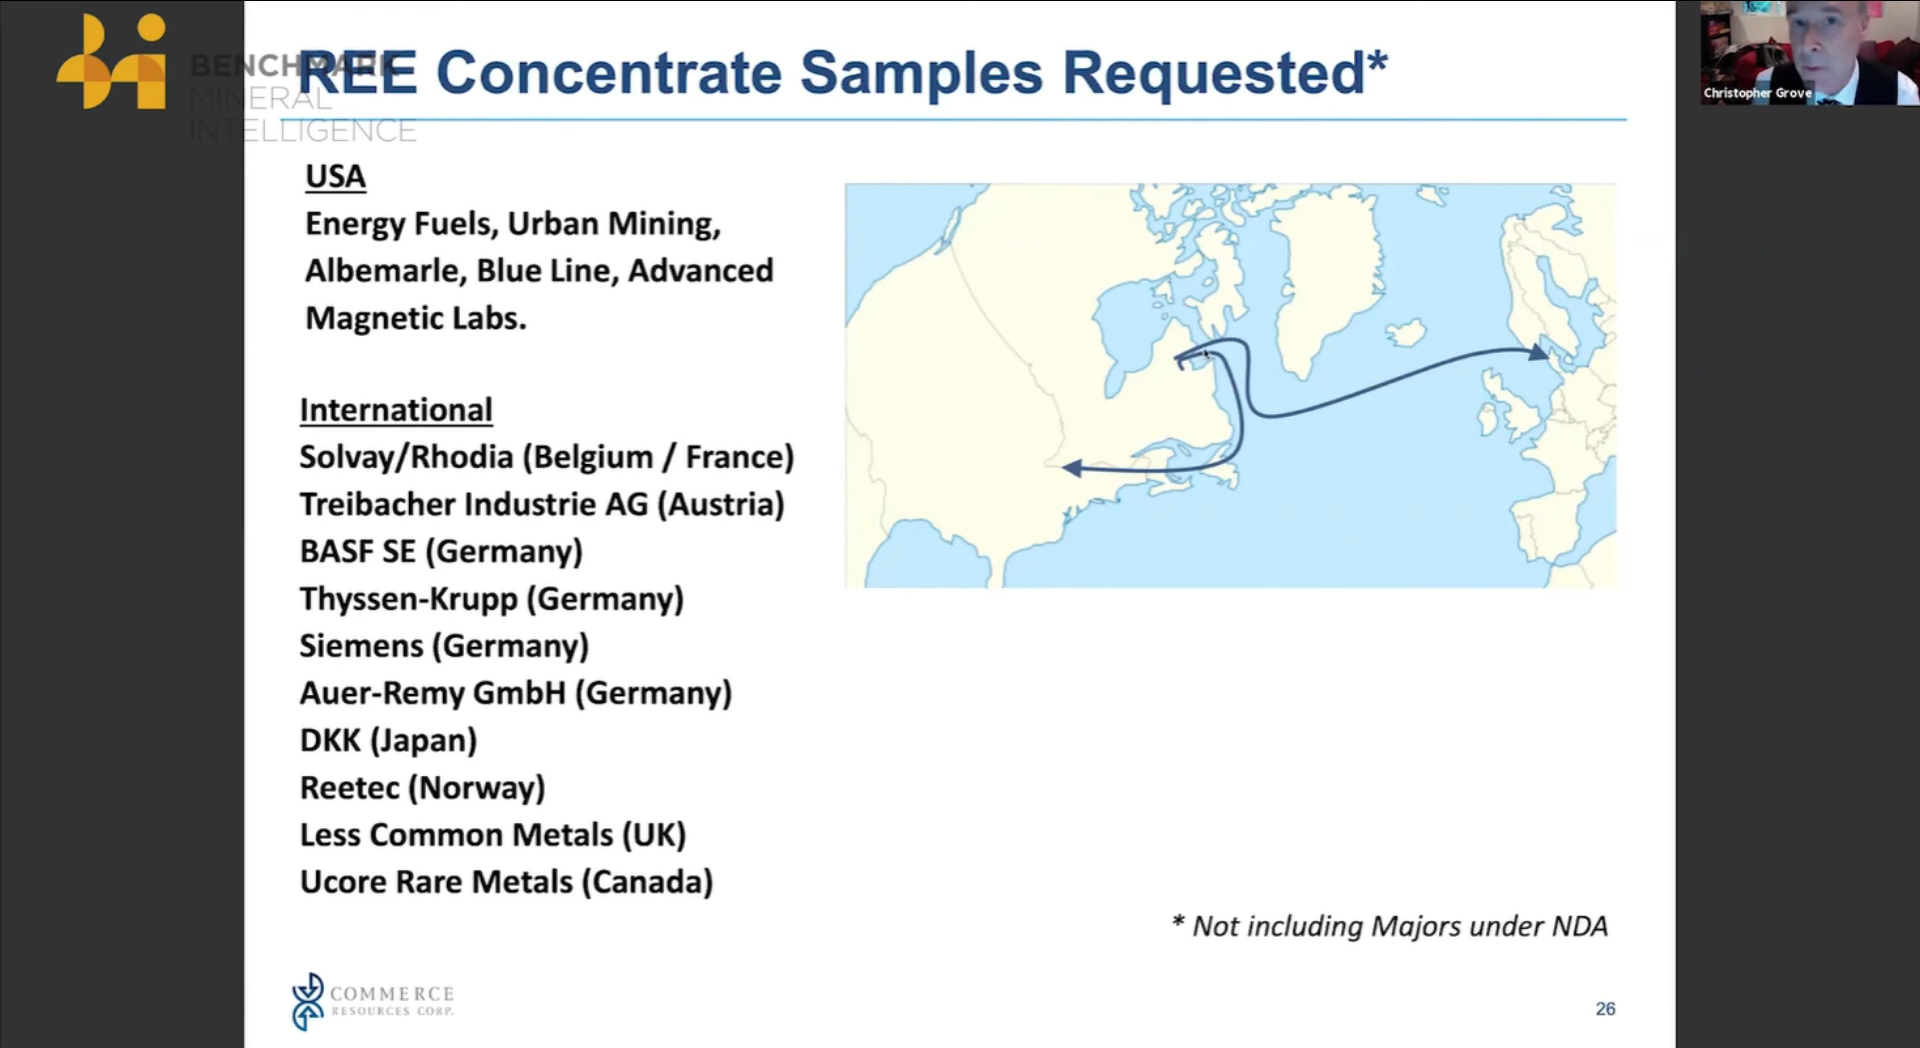 BENCHMARK
MINERAL
INTELLIGENCE
REE Concentrate Samples Requested*
Christopher Grove
USA
Energy Fuels, Urban Mining,
Albemarle, Blue Line, Advanced
Magnetic Labs.
International
Solvay/Rhodia (Belgium / France)
Treibacher Industrie AG (Austria)
BASF SE (Germany)
Thyssen-Krupp (Germany)
Siemens (Germany)
Auer-Remy GmbH (Germany)
DKK (Japan)
Reetec (Norway)
Less Common Metals (UK)
Ucore Rare Metals (Canada)
* Not including Majors under NDA
COMMERCE
RESOURCES CORP.
26